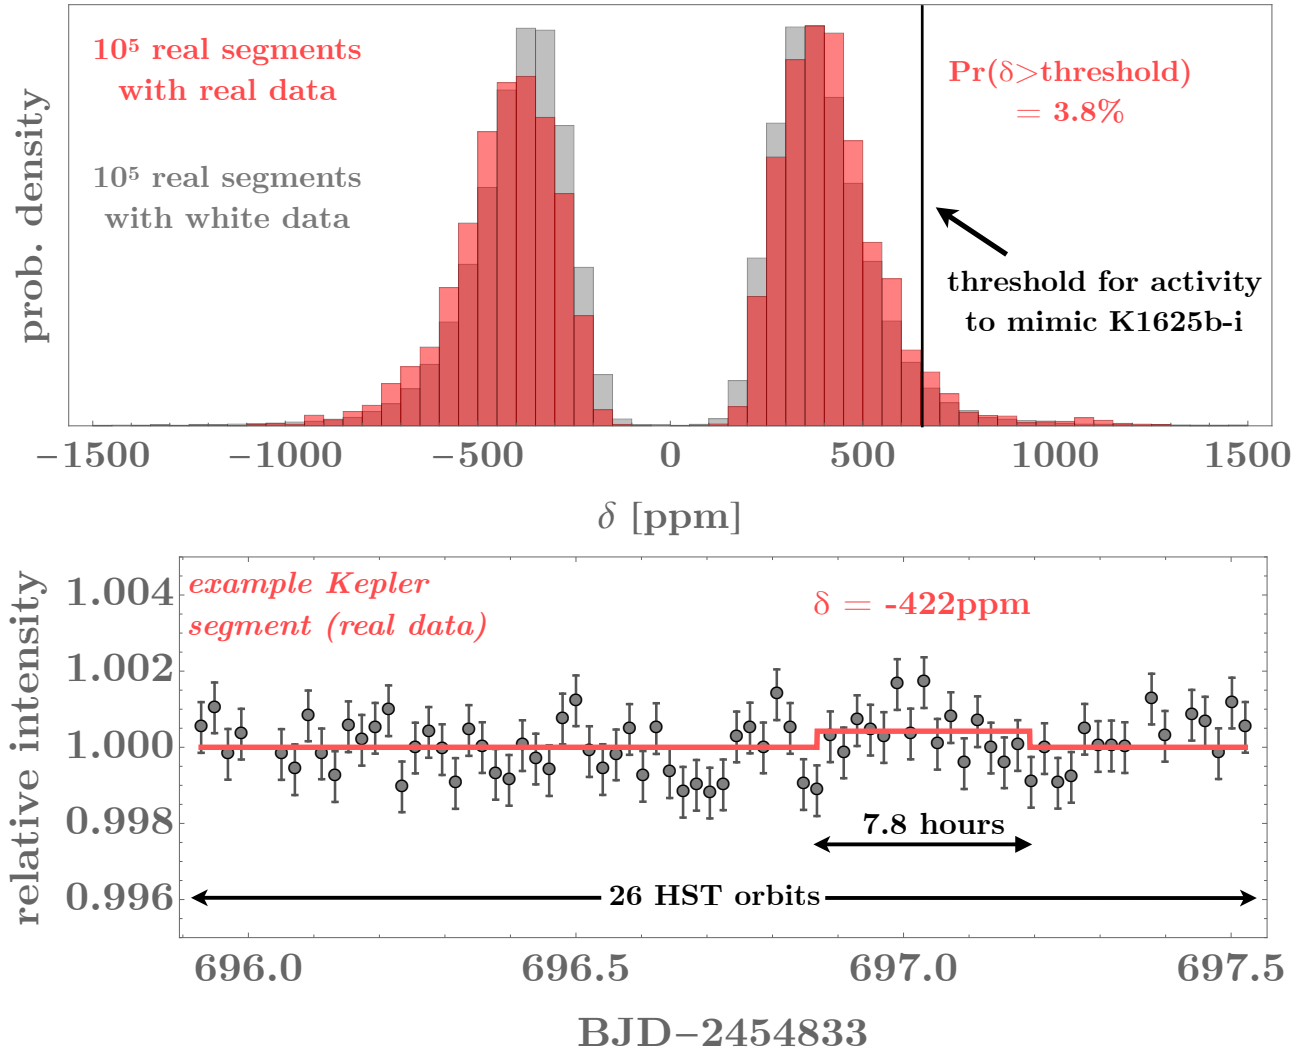 10⁵ real segments
with real data
10⁵ real segments
with white data
Pr(δ>threshold)
= 3.8%
threshold for activity
to mimic K1625b-i
prob. density
−1500 −1000 −500 0 500 1000 1500
δ [ppm]
example Kepler
segment (real data)
δ = -422ppm
1.004
1.002
1.000
0.998
0.996
relative intensity
7.8 hours
26 HST orbits
696.0 696.5 697.0 697.5
BJD−2454833